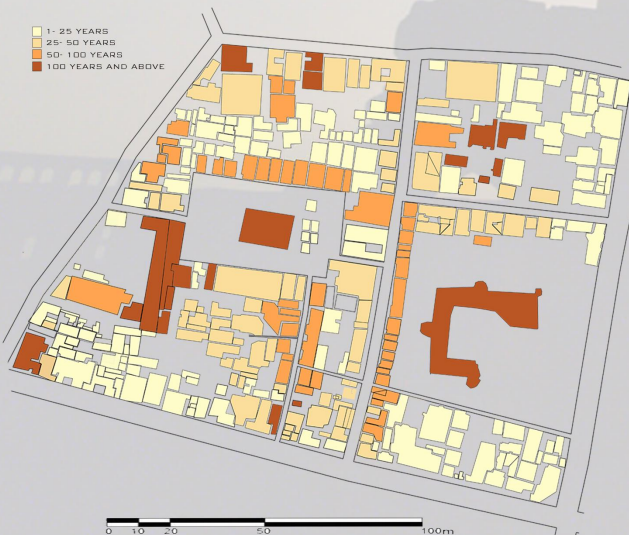 1- 25 YEARS
25- 50 YEARS
50- 100 YEARS
100 YEARS AND ABOVE
0 10 20 50 100m